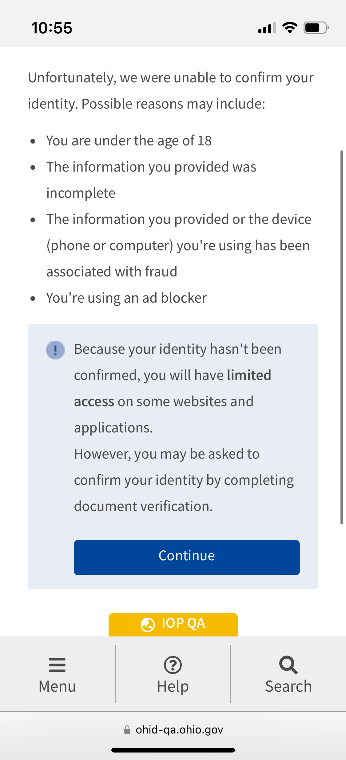 10:55
Unfortunately, we were unable to confirm your
identity. Possible reasons may include:
• You are under the age of 18
• The information you provided was
incomplete
• The information you provided or the device
(phone or computer) you're using has been
associated with fraud
• You're using an ad blocker
Because your identity hasn't been
confirmed, you will have limited
access on some websites and
applications.
However, you may be asked to
confirm your identity by completing
document verification.
Continue
IOP QA
Menu
Help
Search
ohid-qa.ohio.gov